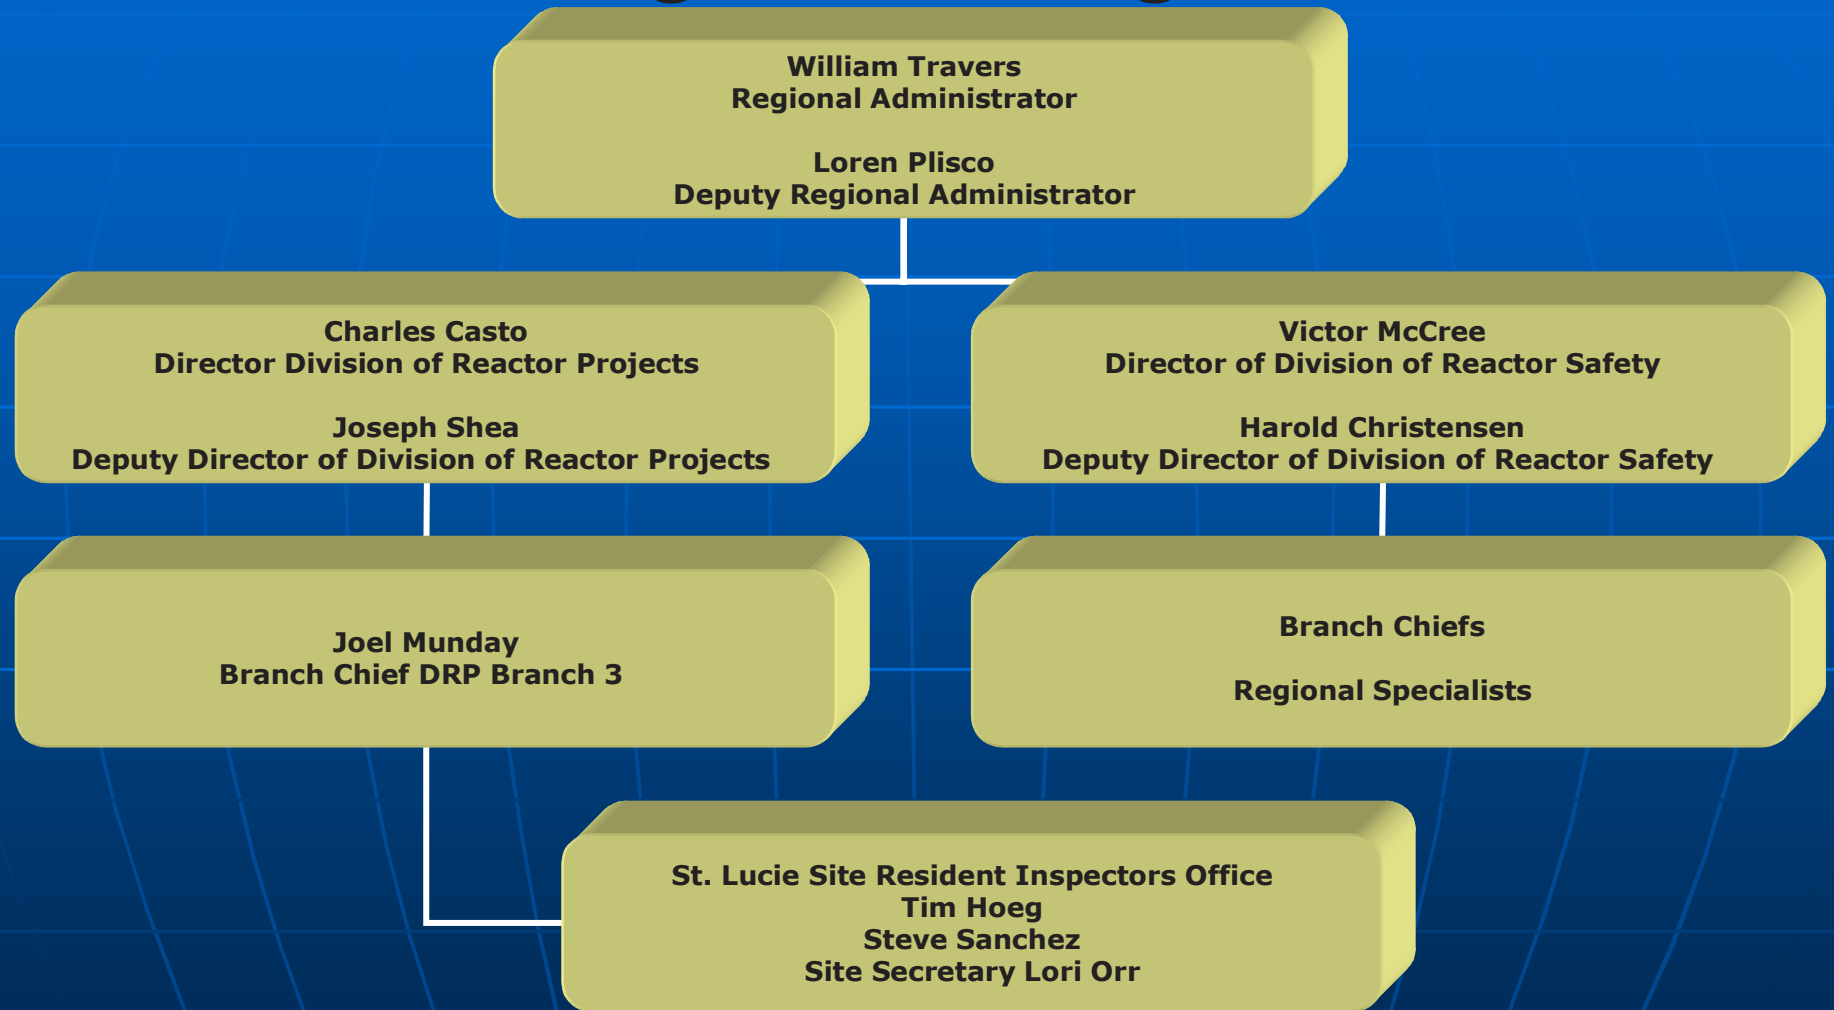 William Travers
Regional Administrator
Loren Plisco
Deputy Regional Administrator
Charles Casto
Director Division of Reactor Projects
Joseph Shea
Deputy Director of Division of Reactor Projects
Victor McCree
Director of Division of Reactor Safety
Harold Christensen
Deputy Director of Division of Reactor Safety
Joel Munday
Branch Chief DRP Branch 3
Branch Chiefs
Regional Specialists
St. Lucie Site Resident Inspectors Office
Tim Hoeg
Steve Sanchez
Site Secretary Lori Orr